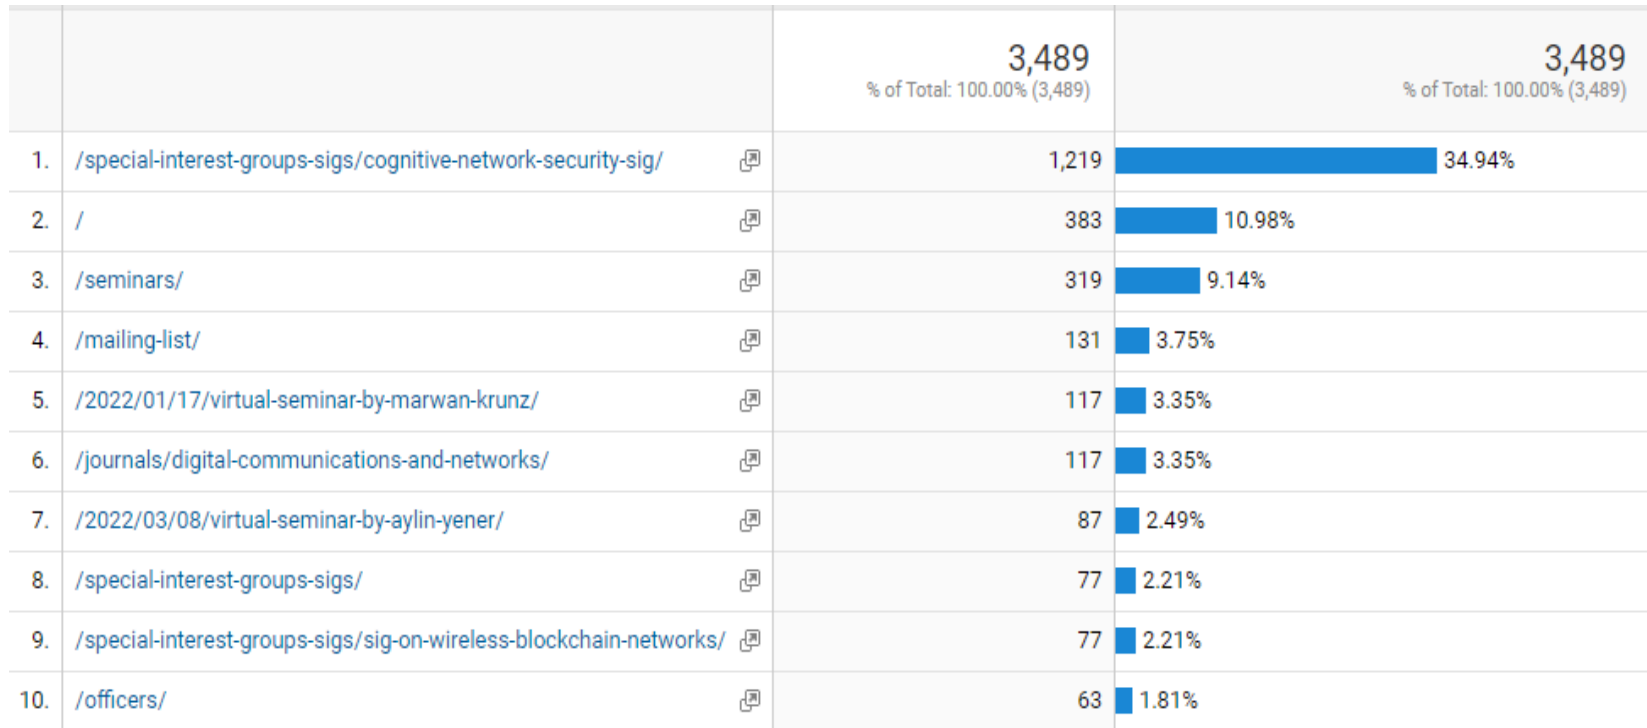 3,489 3,489
% of Total: 100.00% (3,489) % of Total: 100.00% (3,489)
1. /special-interest-groups-sigs/cognitive-network-security-sig/ 1,219 34.94%
2. / 383 10.98%
3. /seminars/ 319 9.14%
4. /mailing-list/ 131 3.75%
5. /2022/01/17/virtual-seminar-by-marwan-krunz/ 117 3.35%
6. /journals/digital-communications-and-networks/ 117 3.35%
7. /2022/03/08/virtual-seminar-by-aylin-yener/ 87 2.49%
8. /special-interest-groups-sigs/ 77 2.21%
9. /special-interest-groups-sigs/sig-on-wireless-blockchain-networks/ 77 2.21%
10. /officers/ 63 1.81%